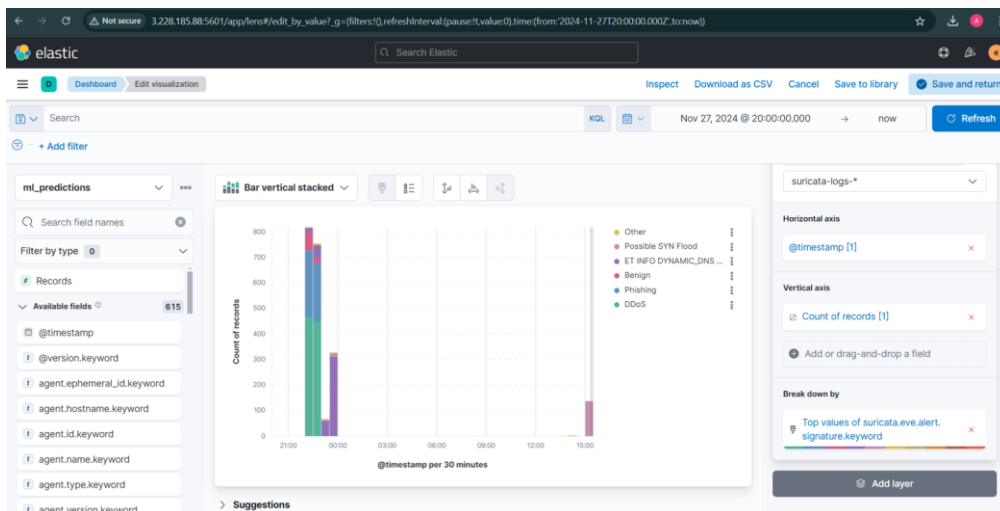 Not secure 3.228.185.88:5601/app/lens#/edit_by_value?_g=(filters:!(),refreshInterval:(pause:!t,value:0),time:(from:'2024-11-27T20:00:00.000Z',to:now))
elastic
Search Elastic
e
D Dashboard Edit visualization
Inspect Download as CSV Cancel Save to library Save and return
Search KQL Nov 27, 2024 @ 20:00:00.000 → now Refresh
+ Add filter
ml_predictions
Search field names
Filter by type 0
# Records
Available fields 615
@timestamp
t @version.keyword
t agent.ephemeral_id.keyword
t agent.hostname.keyword
t agent.id.keyword
t agent.name.keyword
t agent.type.keyword
t agent.version.keyword
Bar vertical stacked
Count of records
800
700
600
500
400
300
200
100
0
21:00 00:00 03:00 06:00 09:00 12:00 15:00
@timestamp per 30 minutes
Other
Possible SYN Flood
ET INFO DYNAMIC_DNS ...
Benign
Phishing
DDoS
Suggestions
suricata-logs-*
Horizontal axis
@timestamp [1]
Vertical axis
Count of records [1]
Add or drag-and-drop a field
Break down by
Top values of suricata.eve.alert.
signature.keyword
Add layer